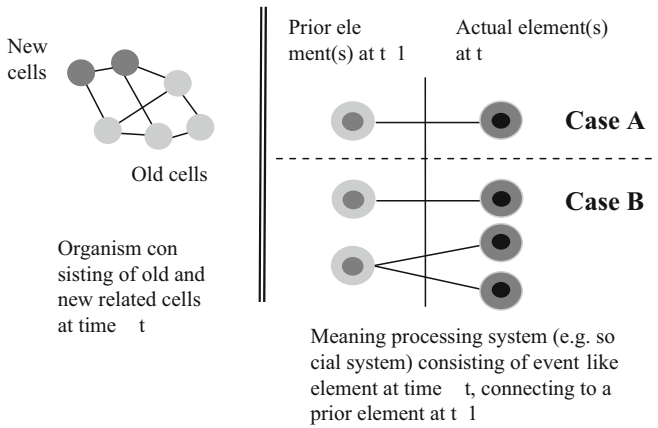 New
cells
Old cells
Organism con
sisting of old and
new related cells
at time t
Prior ele
ment(s) at t 1
Actual element(s)
at t
Case A
Case B
Meaning processing system (e.g. so
cial system) consisting of event like
element at time t, connecting to a
prior element at t 1